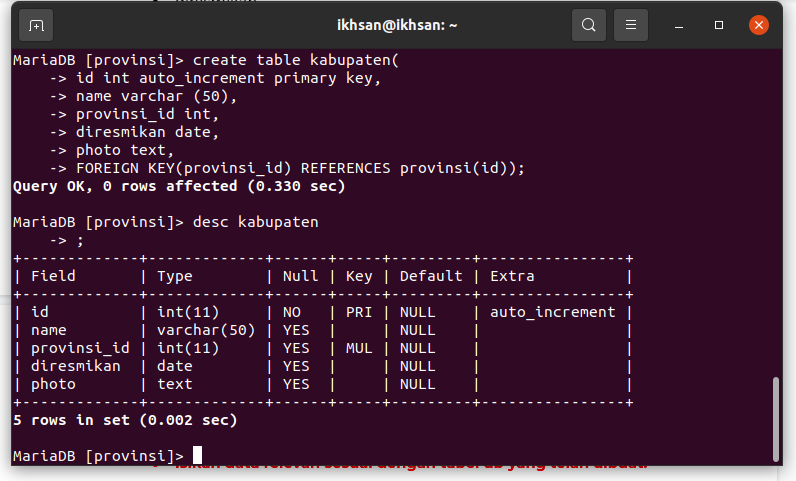 ikhsan@ikhsan: ~
MariaDB [provinsi]> create table kabupaten(
    -> id int auto_increment primary key,
    -> name varchar (50),
    -> provinsi_id int,
    -> diresmikan date,
    -> photo text,
    -> FOREIGN KEY(provinsi_id) REFERENCES provinsi(id));
Query OK, 0 rows affected (0.330 sec)
MariaDB [provinsi]> desc kabupaten
    -> ;
+-------------+-------------+------+-----+---------+----------------+
| Field       | Type        | Null | Key | Default | Extra          |
+-------------+-------------+------+-----+---------+----------------+
| id          | int(11)     | NO   | PRI | NULL    | auto_increment |
| name        | varchar(50) | YES  |     | NULL    |                |
| provinsi_id | int(11)     | YES  | MUL | NULL    |                |
| diresmikan  | date        | YES  |     | NULL    |                |
| photo       | text        | YES  |     | NULL    |                |
+-------------+-------------+------+-----+---------+----------------+
5 rows in set (0.002 sec)
MariaDB [provinsi]>